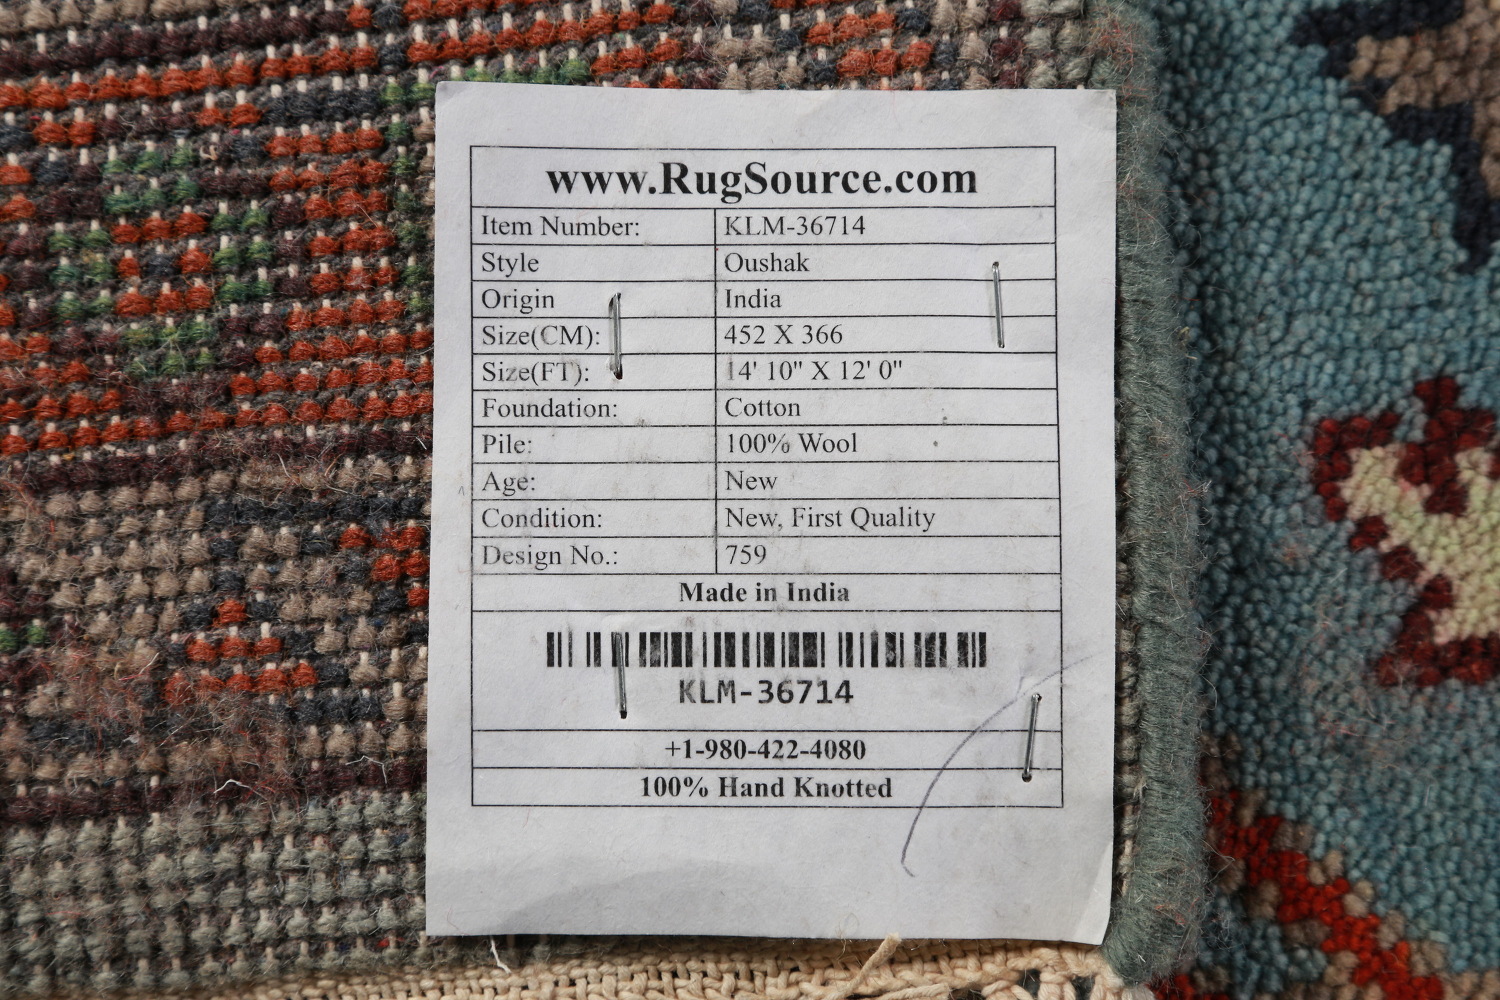 www.RugSource.com
Item Number: KLM-36714
Style Oushak
Origin India
Size(CM): 452 X 366
Size(FT): 14' 10" X 12' 0"
Foundation: Cotton
Pile: 100% Wool
Age: New
Condition: New, First Quality
Design No.: 759
Made in India
KLM-36714
+1-980-422-4080
100% Hand Knotted